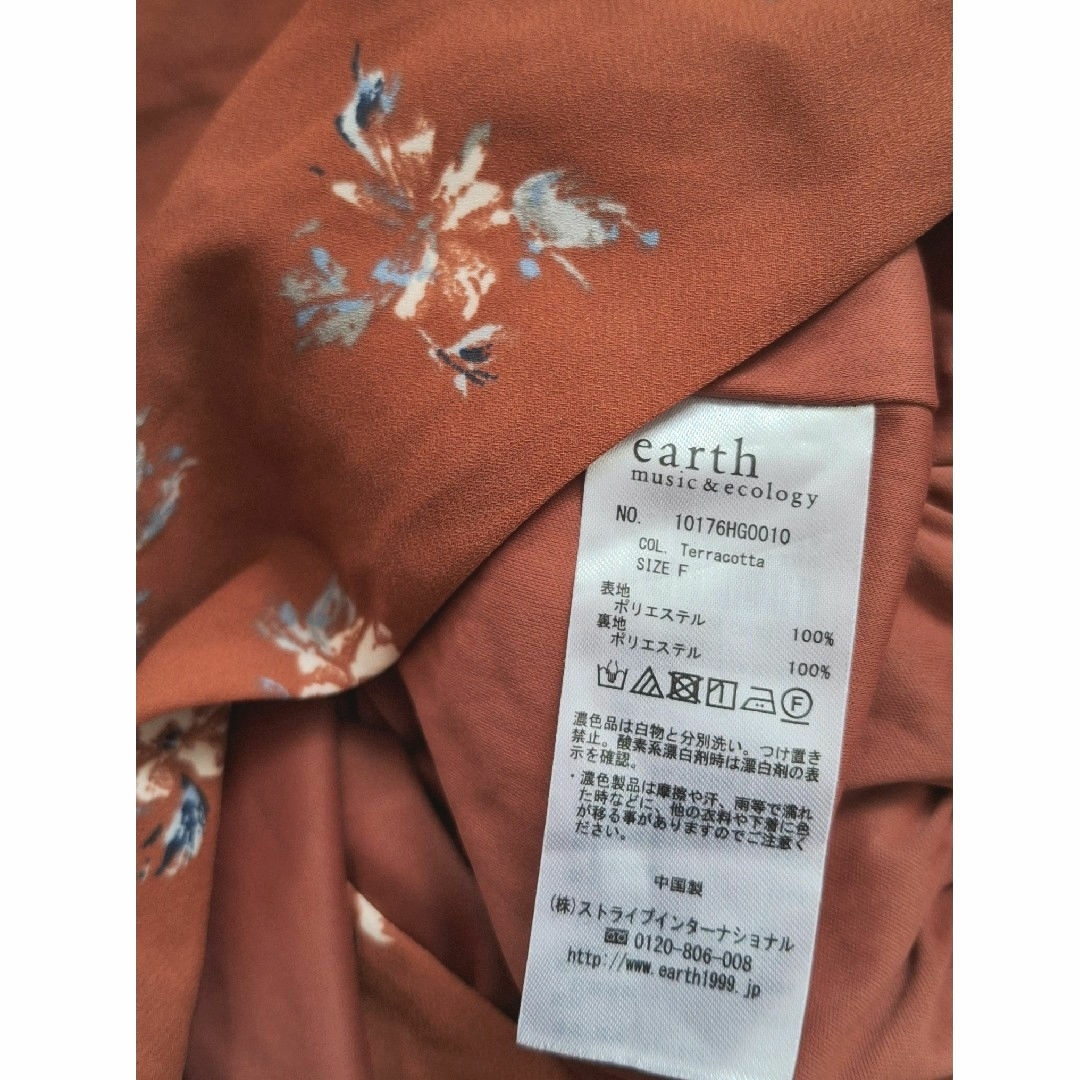 earth
music&ecology
NO. 10176HG0010
COL. Terracotta
SIZE F
表地
ポリエステル 100%
裏地
ポリエステル 100%
F
濃色品は白物と分別洗い。つけ置き
禁止。酸素系漂白剤時は漂白剤の表
示を確認。
・濃色製品は摩擦や汗、雨等で濡れ
た時などに、他の衣料や下着に色
が移る事がありますのでご注意く
ださい。
中国製
(株)ストライプインターナショナル
0120-806-008
http://www.earth1999.jp